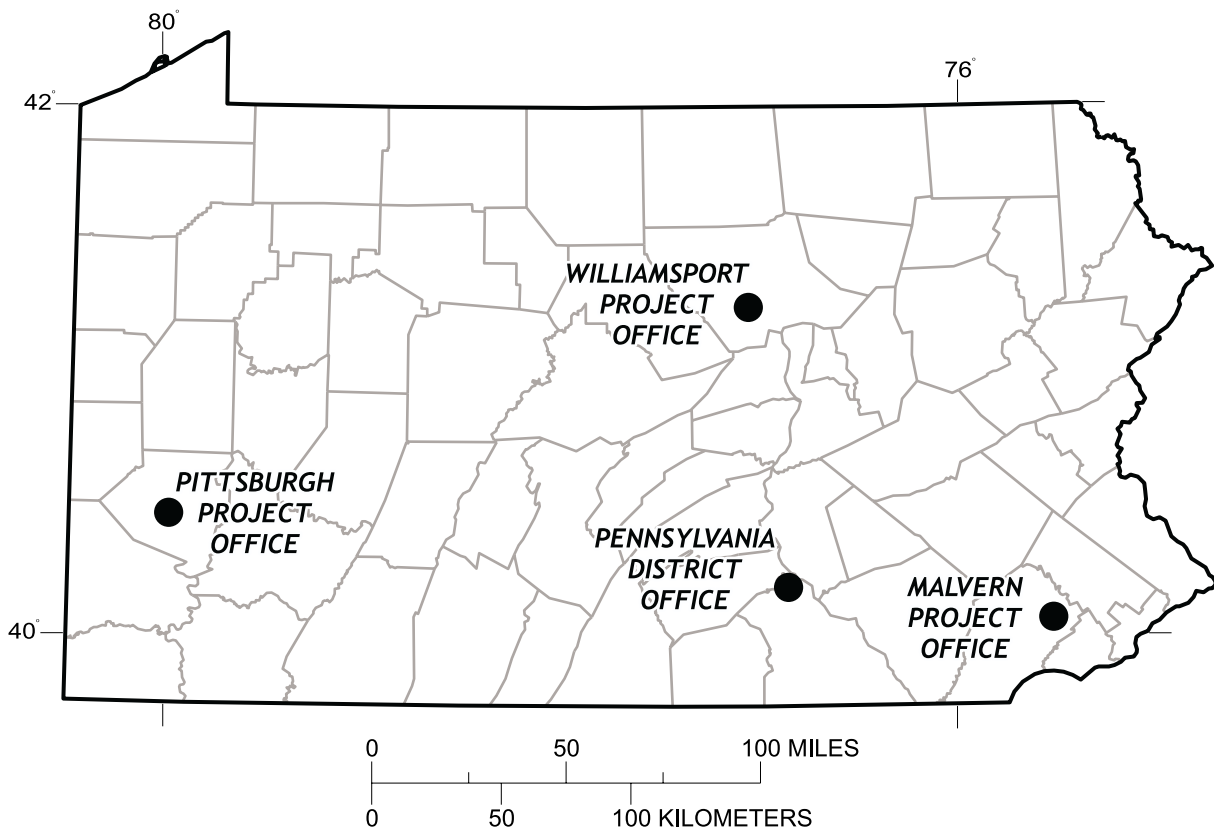 80°
76°
42°
WILLIAMSPORT
PROJECT
OFFICE
PITTSBURGH
PROJECT
OFFICE
PENNSYLVANIA
DISTRICT
OFFICE
MALVERN
PROJECT
OFFICE
40°
0 50 100 MILES
0 50 100 KILOMETERS